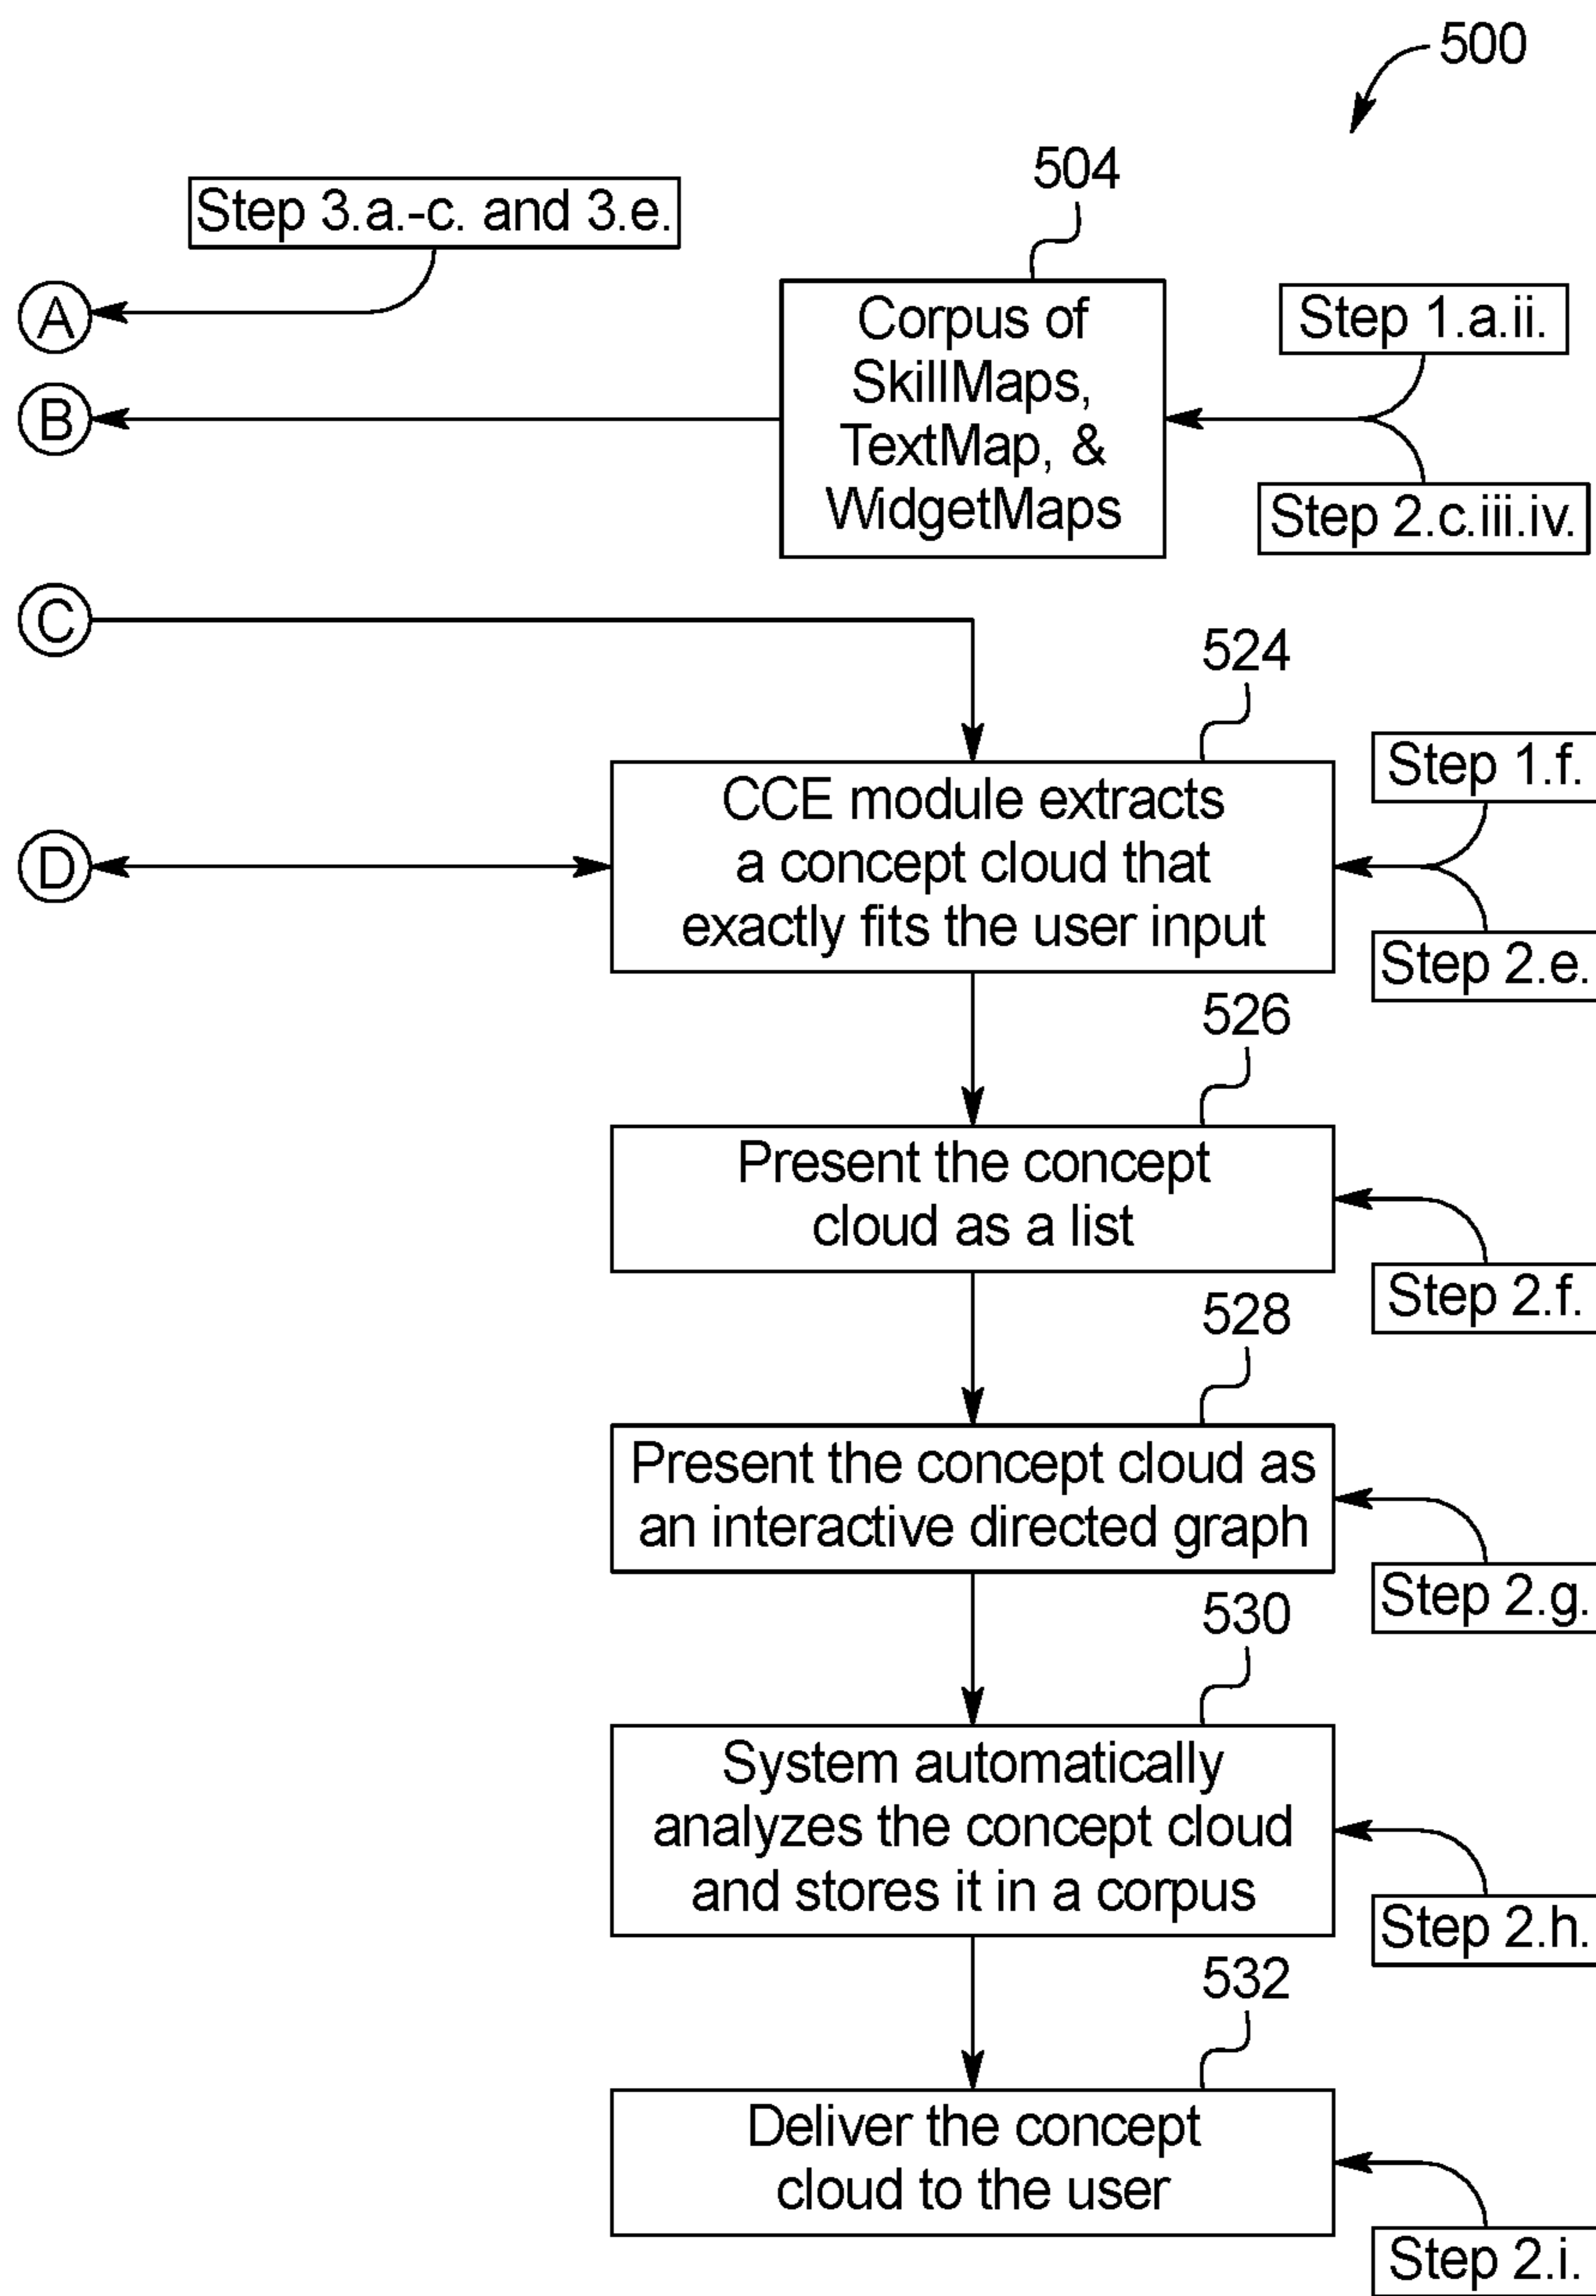 500
504
Step 3.a.-c. and 3.e.
A
Corpus of
SkillMaps,
TextMap, &
WidgetMaps
Step 1.a.ii.
B
Step 2.c.iii.iv.
C
524
Step 1.f.
CCE module extracts
a concept cloud that
exactly fits the user input
D
Step 2.e.
526
Present the concept
cloud as a list
Step 2.f.
528
Present the concept cloud as
an interactive directed graph
Step 2.g.
530
System automatically
analyzes the concept cloud
and stores it in a corpus
Step 2.h.
532
Deliver the concept
cloud to the user
Step 2.i.